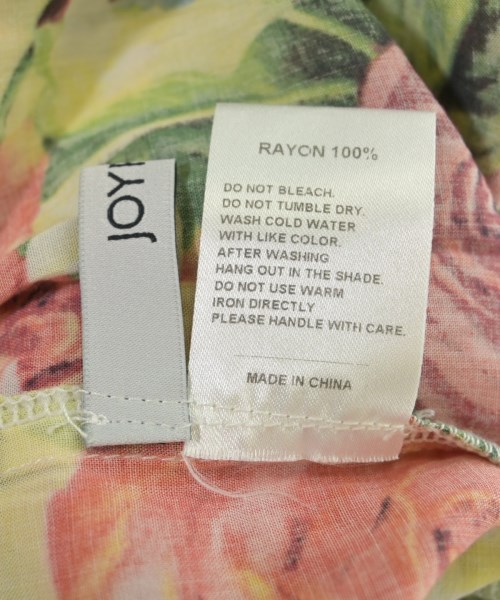 RAYON 100%
DO NOT BLEACH.
DO NOT TUMBLE DRY.
WASH COLD WATER
WITH LIKE COLOR.
AFTER WASHING
HANG OUT IN THE SHADE.
DO NOT USE WARM
IRON DIRECTLY
PLEASE HANDLE WITH CARE.
MADE IN CHINA